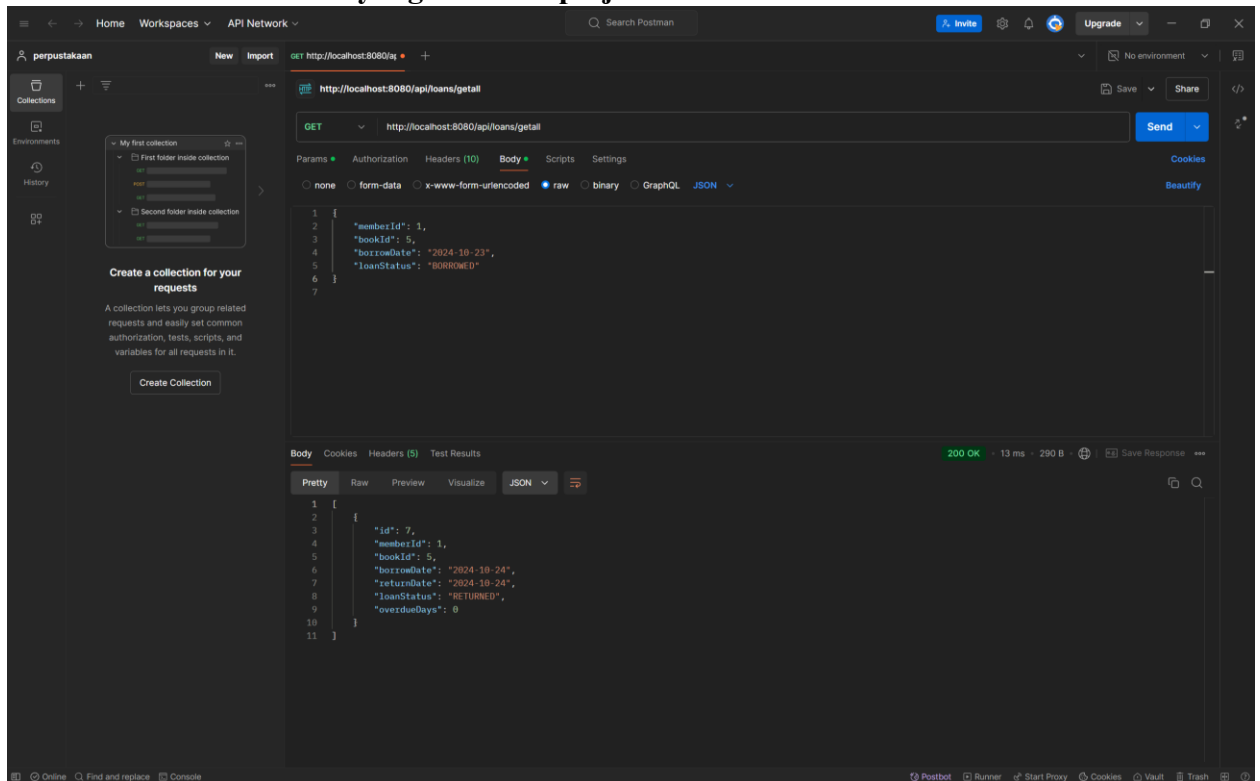 yang
Home Workspaces API Network
Search Postman
Invite
Upgrade
perpustakaan
New Import
GET http://localhost:8080/ap
No environment
Collections
Environments
History
My first collection
First folder inside collection
GET
POST
GET
Second folder inside collection
GET
GET
Create a collection for your
requests
A collection lets you group related
requests and easily set common
authorization, tests, scripts, and
variables for all requests in it.
Create Collection
http://localhost:8080/api/loans/getall
Save Share
GET http://localhost:8080/api/loans/getall
Send
Params Authorization Headers (10) Body Scripts Settings
Cookies
none form-data x-www-form-urlencoded raw binary GraphQL JSON
Beautify
1 {
2 "memberId": 1,
3 "bookId": 5,
4 "borrowDate": "2024-10-23",
5 "loanStatus": "BORROWED"
6 }
7
Body Cookies Headers (5) Test Results
200 OK 13 ms 290 B Save Response
Pretty Raw Preview Visualize JSON
1 [
2 {
3 "id": 7,
4 "memberId": 1,
5 "bookId": 5,
6 "borrowDate": "2024-10-24",
7 "returnDate": "2024-10-24",
8 "loanStatus": "RETURNED",
9 "overdueDays": 0
10 }
11 ]
Online Find and replace Console
Postbot Runner Start Proxy Cookies Vault Trash